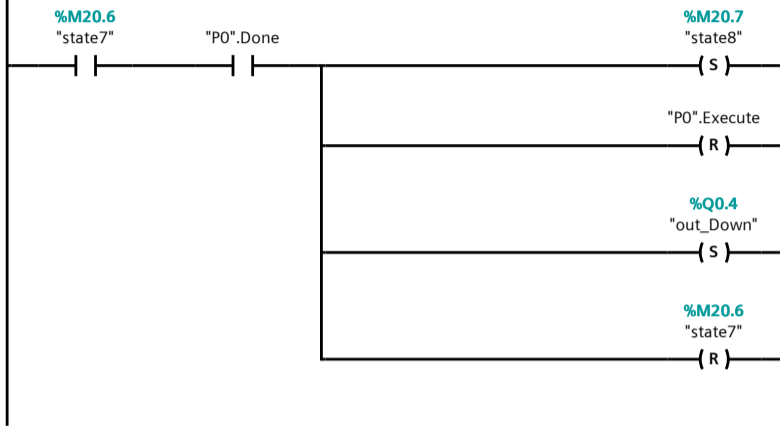 %M20.6
"state7"
"P0".Done
%M20.7
"state8"
S
"P0".Execute
R
%Q0.4
"out_Down"
S
%M20.6
"state7"
R